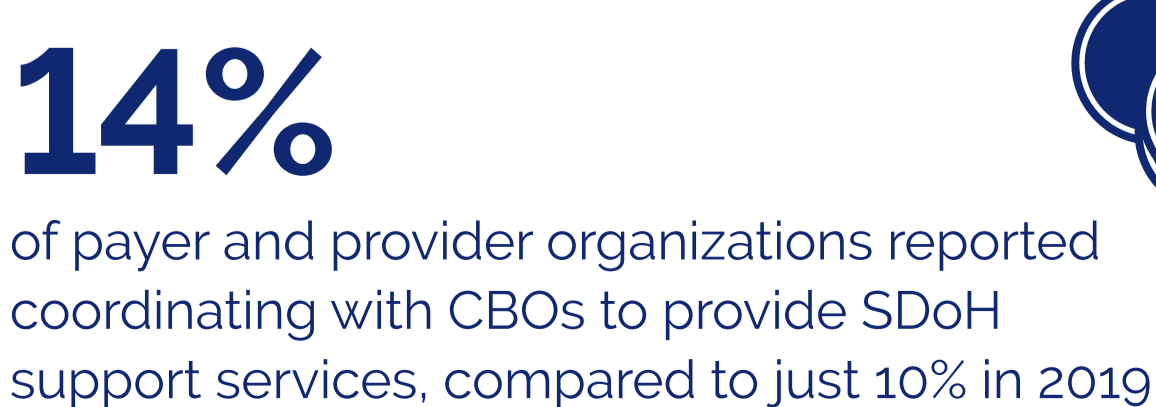 14%
of payer and provider organizations reported
coordinating with CBOs to provide SDoH
support services, compared to just 10% in 2019